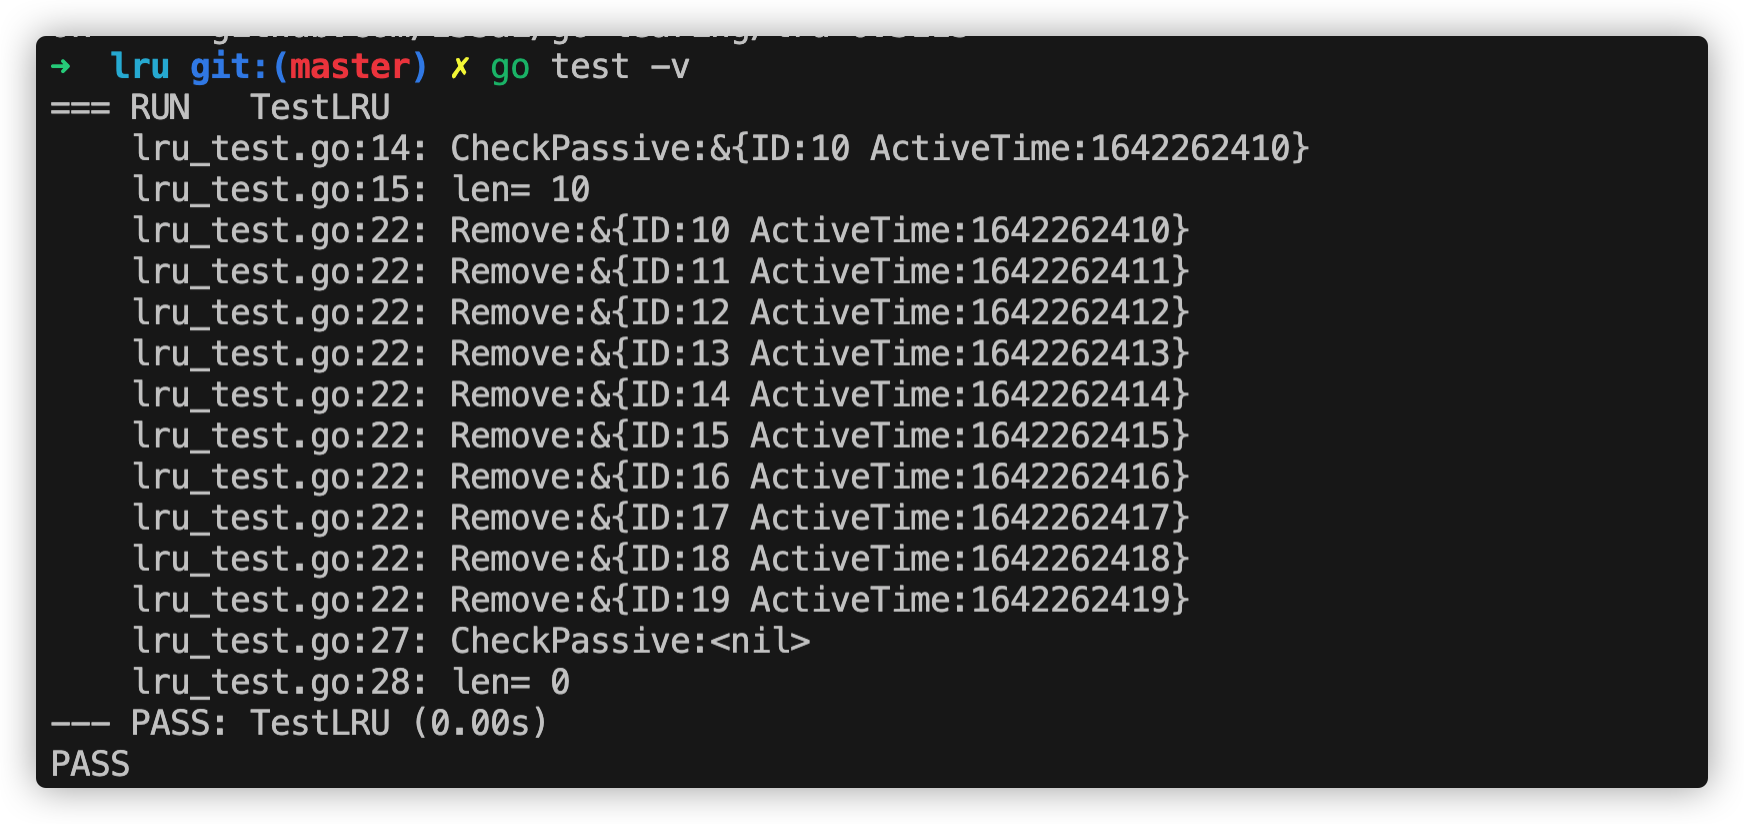 ➜  lru git:(master) ✗ go test -v
=== RUN   TestLRU
    lru_test.go:14: CheckPassive:&{ID:10 ActiveTime:1642262410}
    lru_test.go:15: len= 10
    lru_test.go:22: Remove:&{ID:10 ActiveTime:1642262410}
    lru_test.go:22: Remove:&{ID:11 ActiveTime:1642262411}
    lru_test.go:22: Remove:&{ID:12 ActiveTime:1642262412}
    lru_test.go:22: Remove:&{ID:13 ActiveTime:1642262413}
    lru_test.go:22: Remove:&{ID:14 ActiveTime:1642262414}
    lru_test.go:22: Remove:&{ID:15 ActiveTime:1642262415}
    lru_test.go:22: Remove:&{ID:16 ActiveTime:1642262416}
    lru_test.go:22: Remove:&{ID:17 ActiveTime:1642262417}
    lru_test.go:22: Remove:&{ID:18 ActiveTime:1642262418}
    lru_test.go:22: Remove:&{ID:19 ActiveTime:1642262419}
    lru_test.go:27: CheckPassive:<nil>
    lru_test.go:28: len= 0
--- PASS: TestLRU (0.00s)
PASS